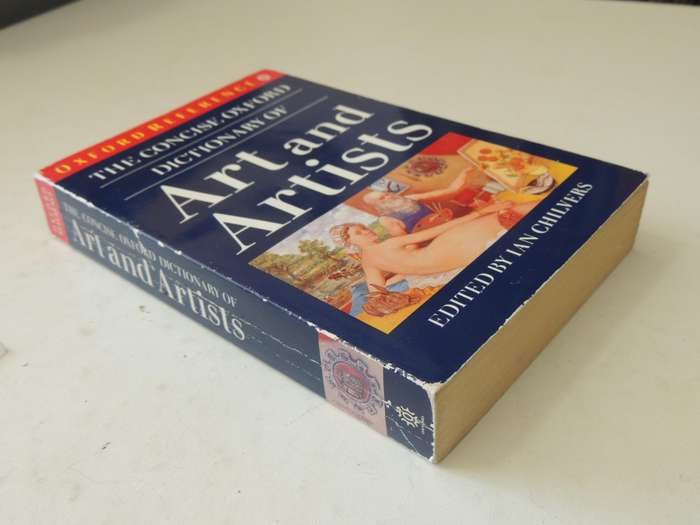 OXFORD REFERENCE
THE CONCISE OXFORD
DICTIONARY OF
Art and
Artists
EDITED BY IAN CHILVERS
THE CONCISE OXFORD DICTIONARY OF
Art and Artists